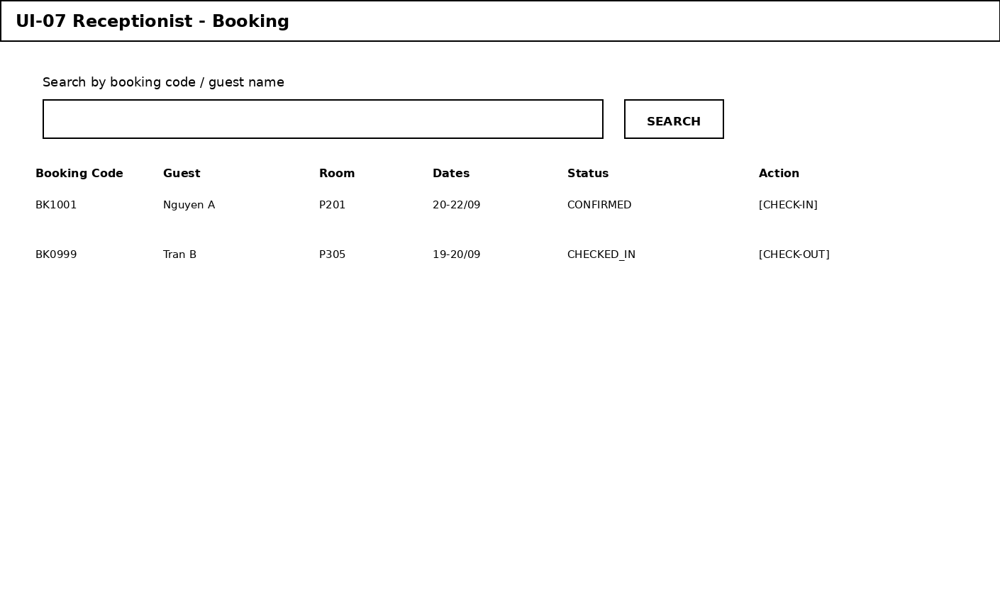 UI-07 Receptionist - Booking
Search by booking code / guest name
SEARCH
Booking Code Guest Room Dates Status Action
BK1001 Nguyen A P201 20-22/09 CONFIRMED [CHECK-IN]
BK0999 Tran B P305 19-20/09 CHECKED_IN [CHECK-OUT]